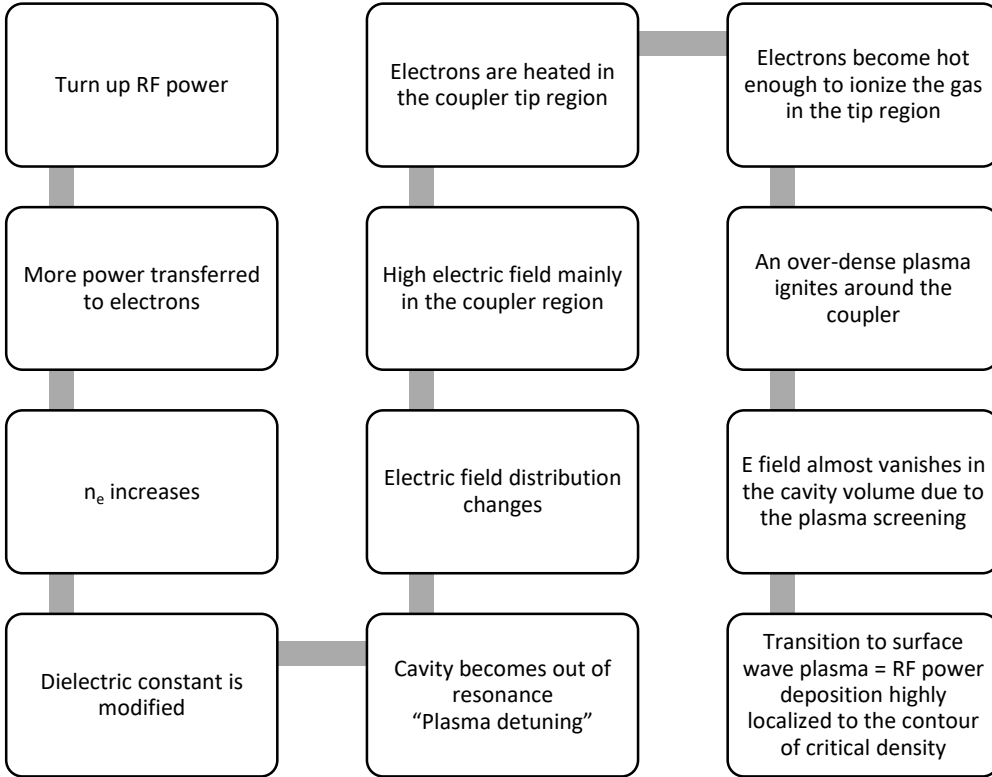 Turn up RF power
More power transferred
to electrons
nₑ increases
Dielectric constant is
modified
Cavity becomes out of
resonance
“Plasma detuning”
Electric field distribution
changes
High electric field mainly
in the coupler region
Electrons are heated in
the coupler tip region
Electrons become hot
enough to ionize the gas
in the tip region
An over-dense plasma
ignites around the
coupler
E field almost vanishes in
the cavity volume due to
the plasma screening
Transition to surface
wave plasma = RF power
deposition highly
localized to the contour
of critical density